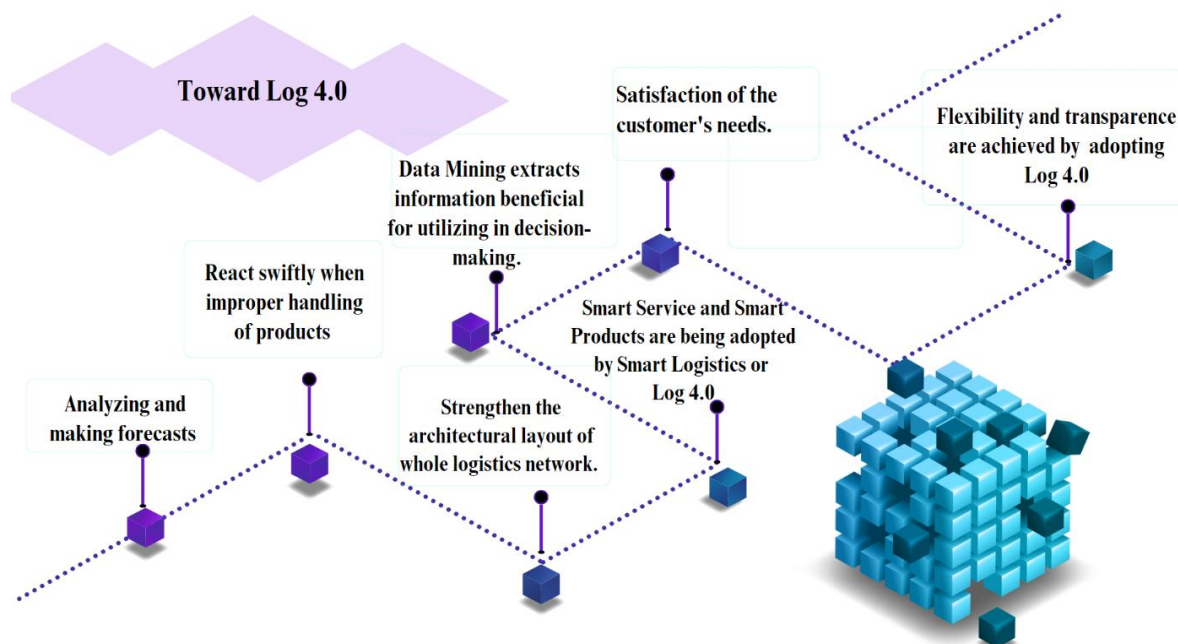 Toward Log 4.0
Analyzing and
making forecasts
React swiftly when
improper handling
of products
Strengthen the
architectural layout of
whole logistics network.
Smart Service and Smart
Products are being adopted
by Smart Logistics or
Log 4.0
Data Mining extracts
information beneficial
for utilizing in decision-
making.
Satisfaction of the
customer's needs.
Flexibility and transparence
are achieved by adopting
Log 4.0